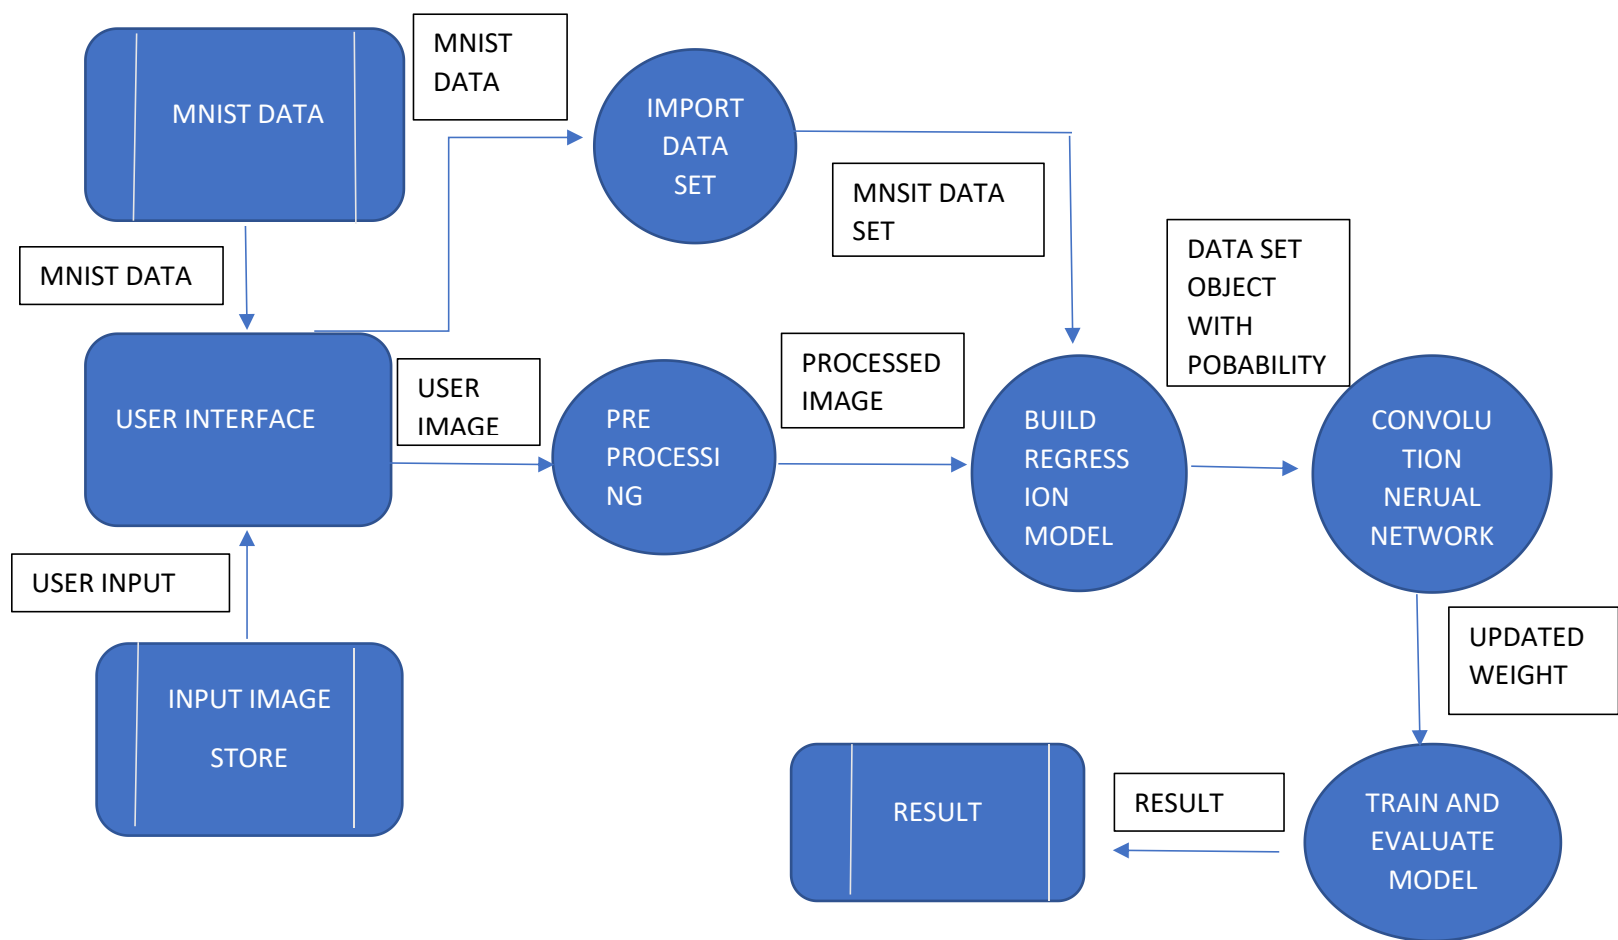 MNIST DATA
MNIST
DATA
IMPORT
DATA
SET
MNSIT DATA
SET
MNIST DATA
DATA SET
OBJECT
WITH
POBABILITY
USER INTERFACE
USER
IMAGE
PRE
PROCESSI
NG
PROCESSED
IMAGE
BUILD
REGRESS
ION
MODEL
CONVOLU
TION
NERUAL
NETWORK
USER INPUT
INPUT IMAGE
STORE
UPDATED
WEIGHT
RESULT
RESULT
TRAIN AND
EVALUATE
MODEL